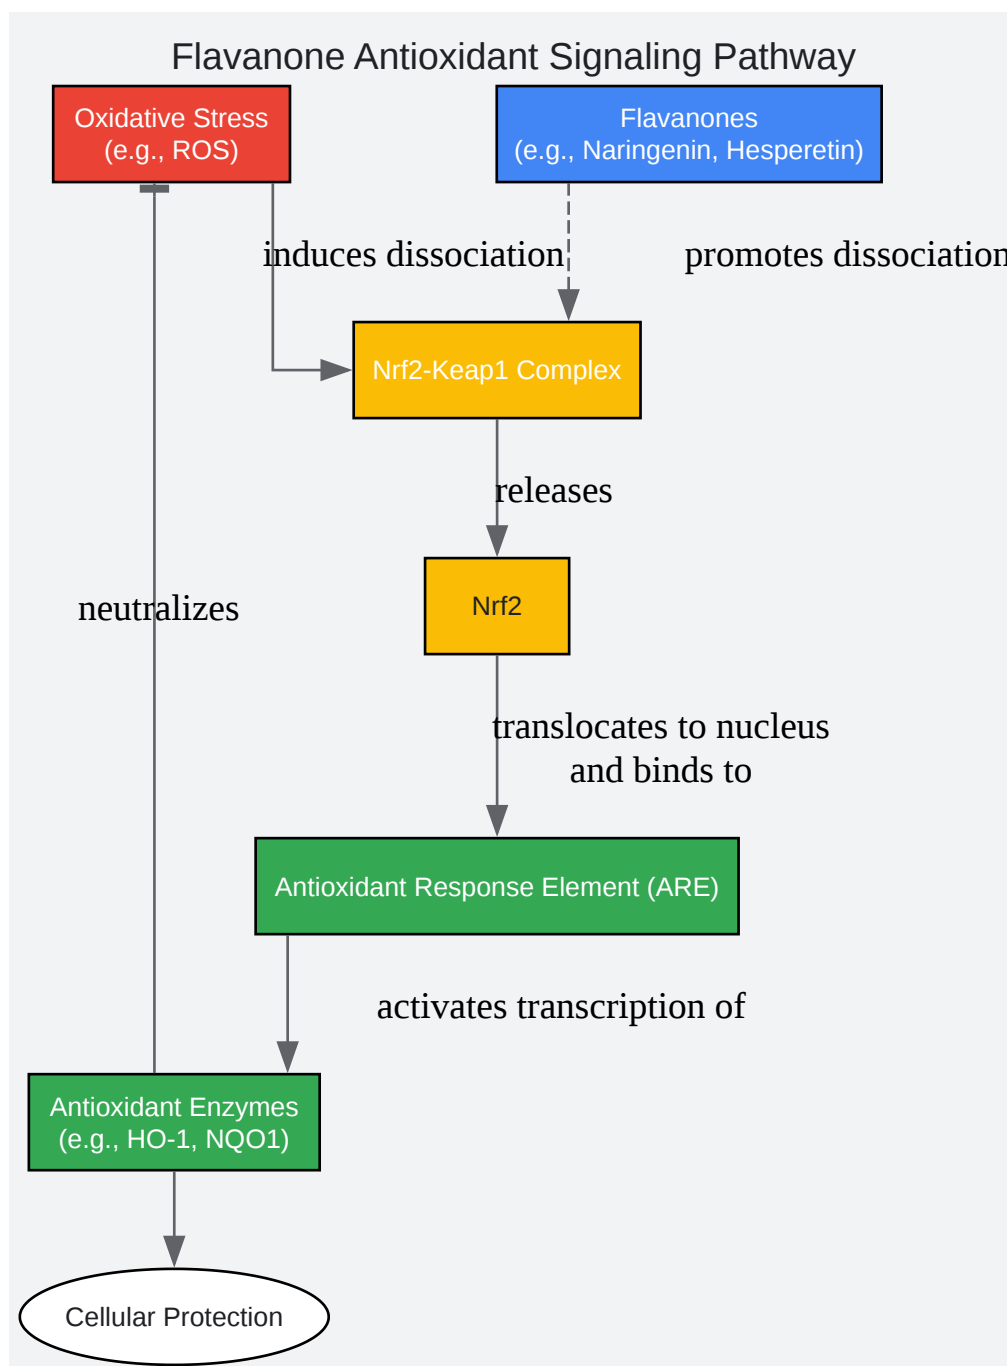 Flavanone Antioxidant Signaling Pathway
Oxidative Stress
(e.g., ROS)
Flavanones
(e.g., Naringenin, Hesperetin)
induces dissociation
promotes dissociation
Nrf2-Keap1 Complex
releases
Nrf2
neutralizes
translocates to nucleus
and binds to
Antioxidant Response Element (ARE)
activates transcription of
Antioxidant Enzymes
(e.g., HO-1, NQO1)
Cellular Protection